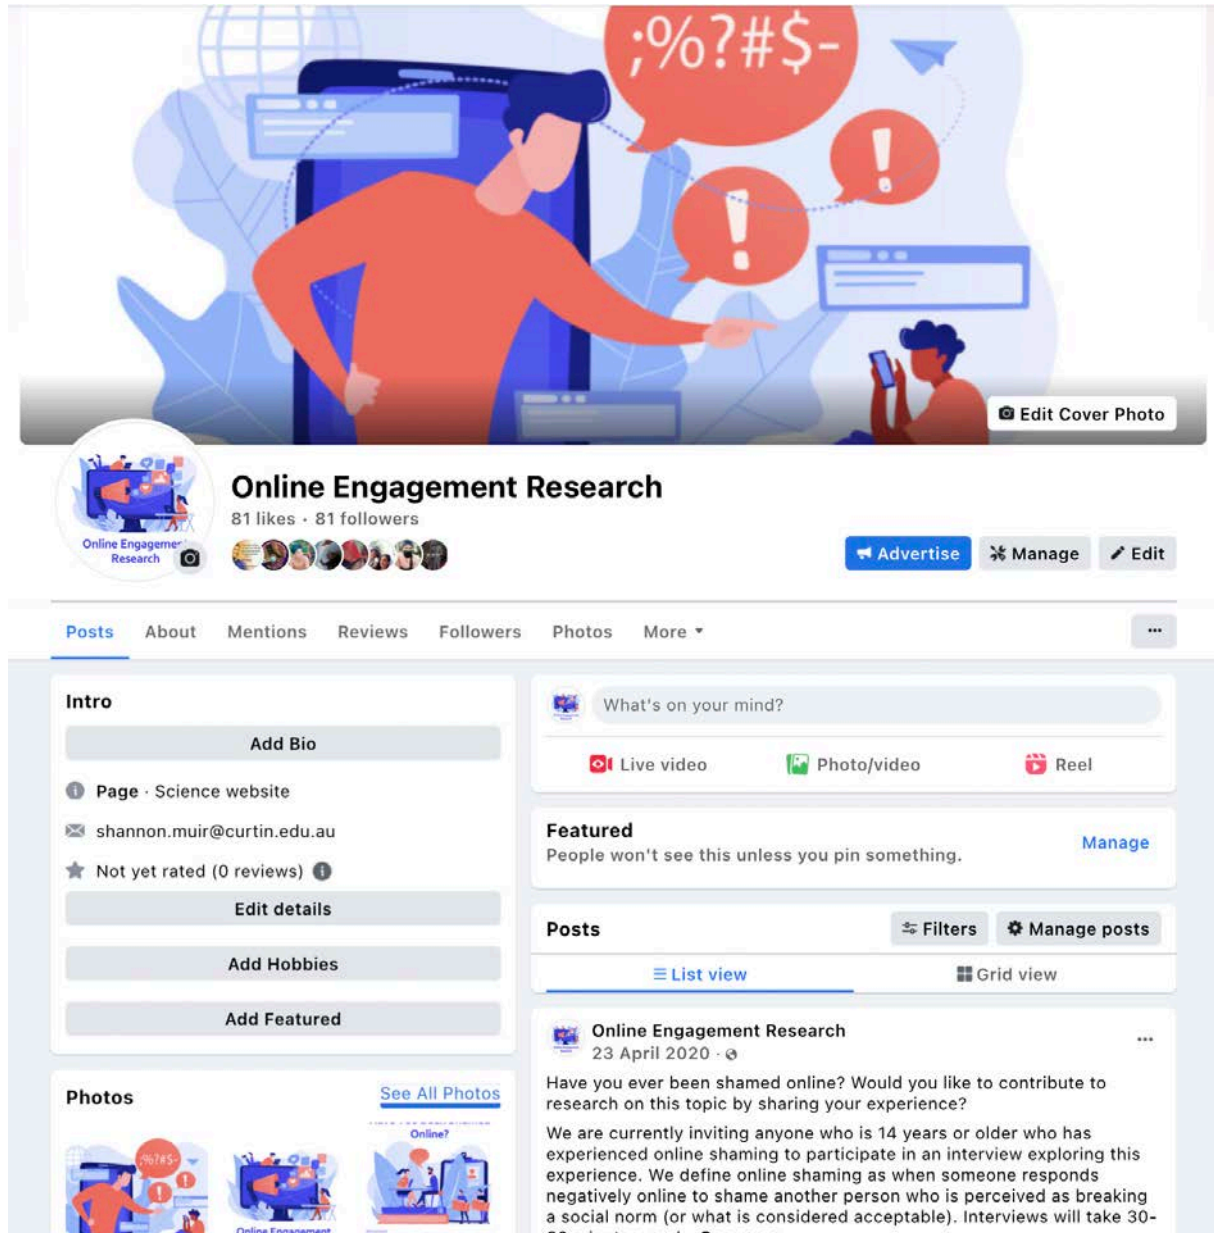 ;%?#$-
!
!
Edit Cover Photo
Online Engagement
Research
Online Engagement Research
81 likes · 81 followers
Advertise
Manage
Edit
Posts
About
Mentions
Reviews
Followers
Photos
More
Intro
Add Bio
Page · Science website
shannon.muir@curtin.edu.au
Not yet rated (0 reviews)
Edit details
Add Hobbies
Add Featured
Photos
See All Photos
;%?#$-
!
!
Online Engagement
Online?
What's on your mind?
Live video
Photo/video
Reel
Featured
Manage
People won't see this unless you pin something.
Posts
Filters
Manage posts
List view
Grid view
Online Engagement Research
23 April 2020 ·
Have you ever been shamed online? Would you like to contribute to
research on this topic by sharing your experience?
We are currently inviting anyone who is 14 years or older who has
experienced online shaming to participate in an interview exploring this
experience. We define online shaming as when someone responds
negatively online to shame another person who is perceived as breaking
a social norm (or what is considered acceptable). Interviews will take 30-